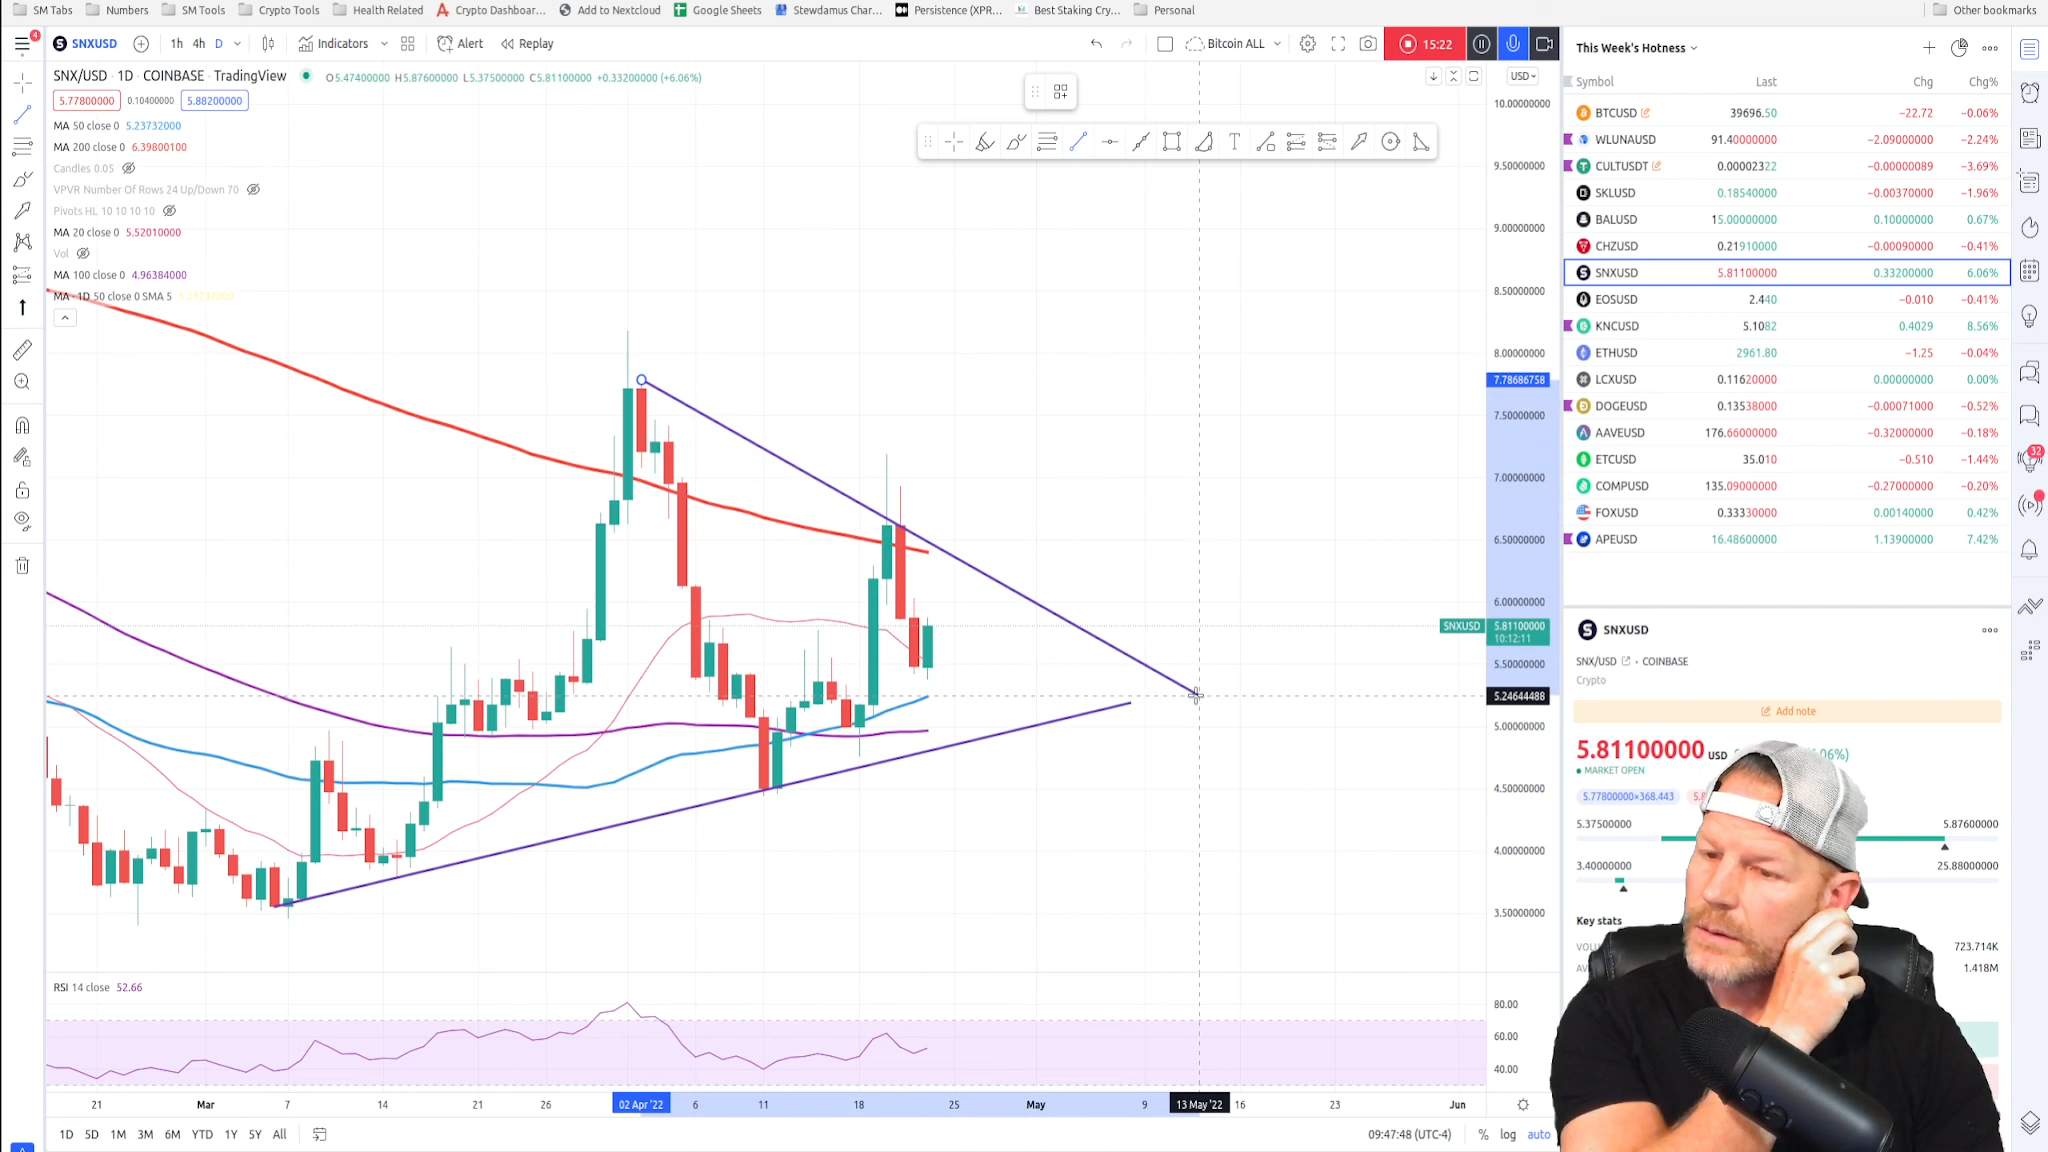 SM Tabs Numbers SM Tools Crypto Tools Health Related Crypto Dashboar... Add to Nextcloud Google Sheets Stewdamus Char... Persistence (XPR... Best Staking Cry... Personal Other bookmarks
4 SNXUSD 1h 4h D Indicators Alert Replay Bitcoin ALL 15:22 This Week's Hotness
SNX/USD · 1D · COINBASE · TradingView O5.47400000 H5.87600000 L5.37500000 C5.81100000 +0.33200000 (+6.06%) USD
5.77800000 0.10400000 5.88200000
MA 50 close 0 5.23732000
MA 200 close 0 6.39800100
Candles 0.05
VPVR Number Of Rows 24 Up/Down 70
Pivots HL 10 10 10 10
MA 20 close 0 5.52010000
Vol
MA 100 close 0 4.96384000
MA · 1D 50 close 0 SMA 5 5.23732000
10.00000000
9.50000000
9.00000000
8.50000000
8.00000000
7.78686758
7.50000000
7.00000000
6.50000000
6.00000000
SNXUSD 5.81100000
10:12:11
5.50000000
5.24644488
5.00000000
4.50000000
4.00000000
3.50000000
RSI 14 close 52.66
80.00
60.00
40.00
21 Mar 7 14 21 26 02 Apr '22 6 11 18 25 May 9 13 May '22 16 23 Jun
1D 5D 1M 3M 6M YTD 1Y 5Y All 09:47:48 (UTC-4) % log auto
Symbol Last Chg Chg%
BTCUSD 39696.50 −22.72 −0.06%
WLUNAUSD 91.40000000 −2.09000000 −2.24%
CULTUSDT 0.00002322 −0.00000089 −3.69%
SKLUSD 0.18540000 −0.00370000 −1.96%
BALUSD 15.00000000 0.10000000 0.67%
CHZUSD 0.21910000 −0.00090000 −0.41%
SNXUSD 5.81100000 0.33200000 6.06%
EOSUSD 2.440 −0.010 −0.41%
KNCUSD 5.1082 0.4029 8.56%
ETHUSD 2961.80 −1.25 −0.04%
LCXUSD 0.11620000 0.00000000 0.00%
DOGEUSD 0.13538000 −0.00071000 −0.52%
AAVEUSD 176.66000000 −0.32000000 −0.18%
ETCUSD 35.010 −0.510 −1.44%
COMPUSD 135.09000000 −0.27000000 −0.20%
FOXUSD 0.33330000 0.00140000 0.42%
APEUSD 16.48600000 1.13900000 7.42%
32
SNXUSD
SNX/USD · COINBASE
Crypto
Add note
5.81100000 USD 6.06%)
MARKET OPEN
5.77800000×368.443 5.8
5.37500000 5.87600000
3.40000000 25.88000000
Key stats
723.714K
1.418M